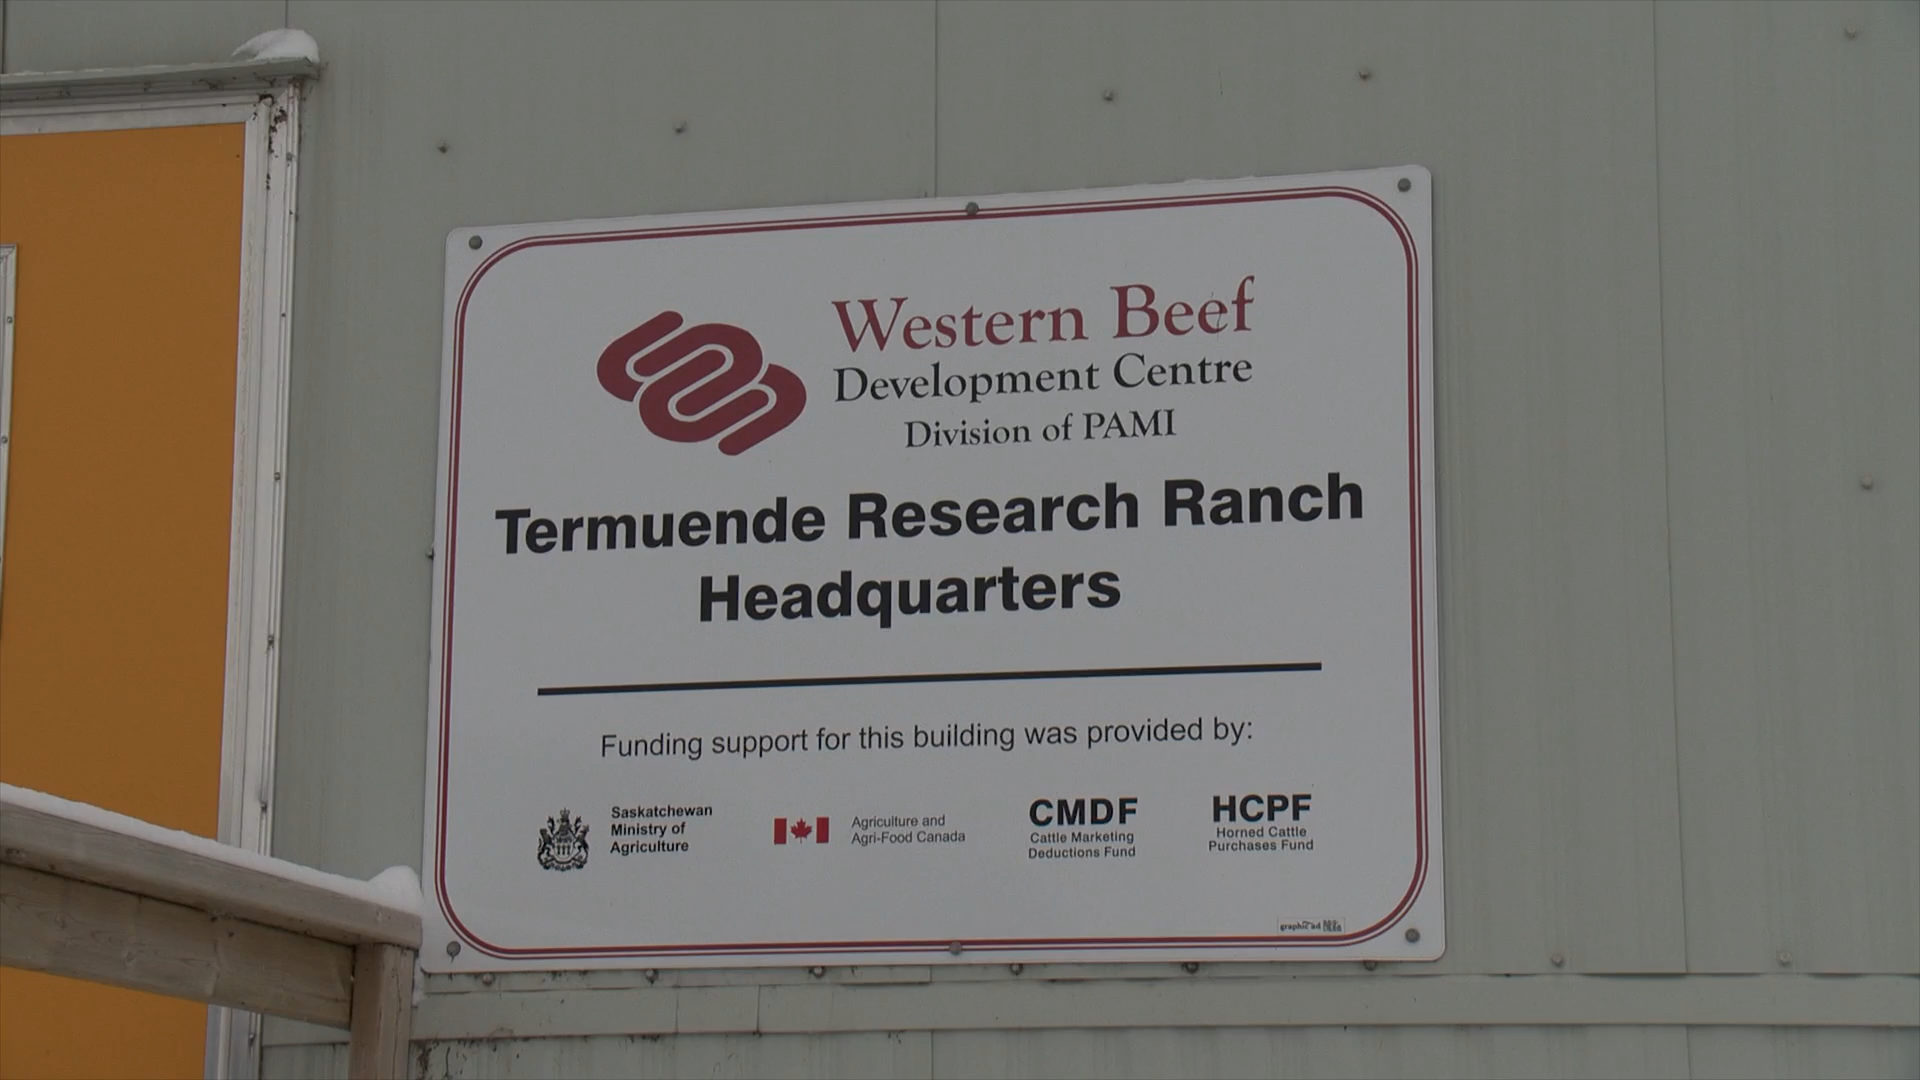 Western Beef
Development Centre
Division of PAMI
Termuende Research Ranch
Headquarters
Funding support for this building was provided by:
Saskatchewan
Ministry of
Agriculture
Agriculture and
Agri-Food Canada
CMDF
Cattle Marketing
Deductions Fund
HCPF
Horned Cattle
Purchases Fund
graphic ad